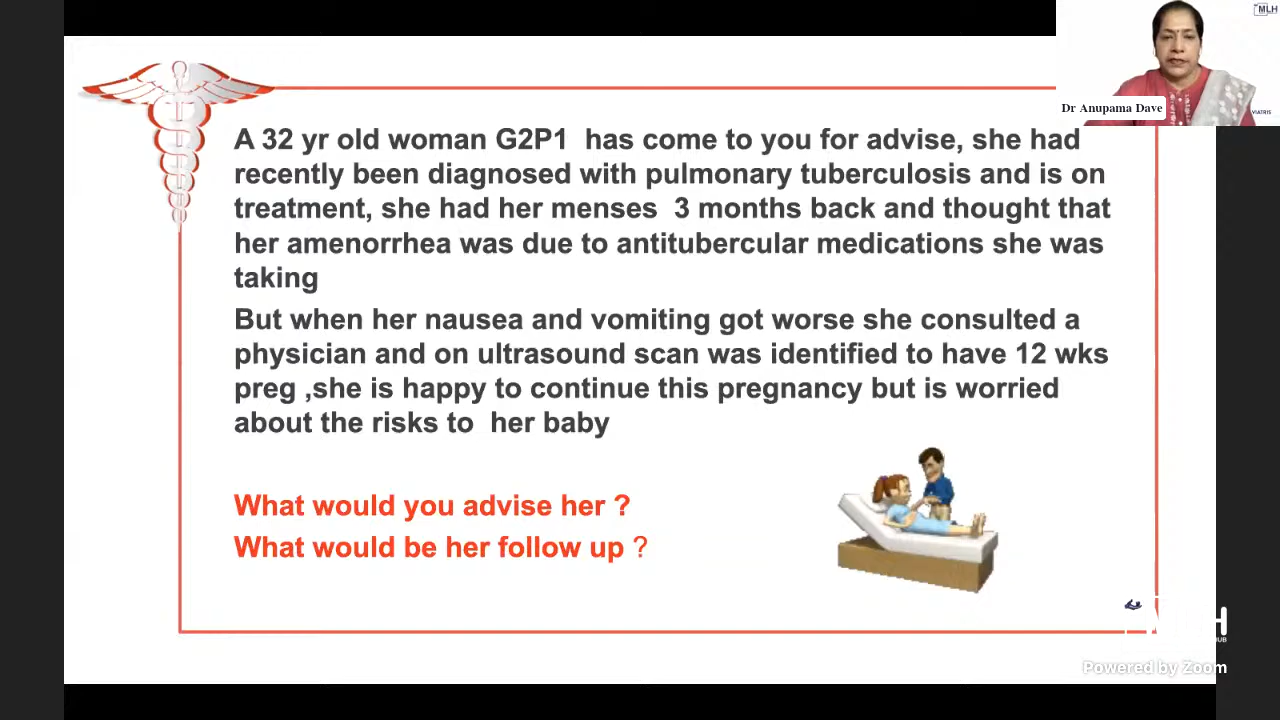 MLH
Dr Anupama Dave
VIATRIS
A 32 yr old woman G2P1 has come to you for advise, she had
recently been diagnosed with pulmonary tuberculosis and is on
treatment, she had her menses 3 months back and thought that
her amenorrhea was due to antitubercular medications she was
taking
But when her nausea and vomiting got worse she consulted a
physician and on ultrasound scan was identified to have 12 wks
preg ,she is happy to continue this pregnancy but is worried
about the risks to her baby
What would you advise her ?
What would be her follow up ?
Powered by Zoom